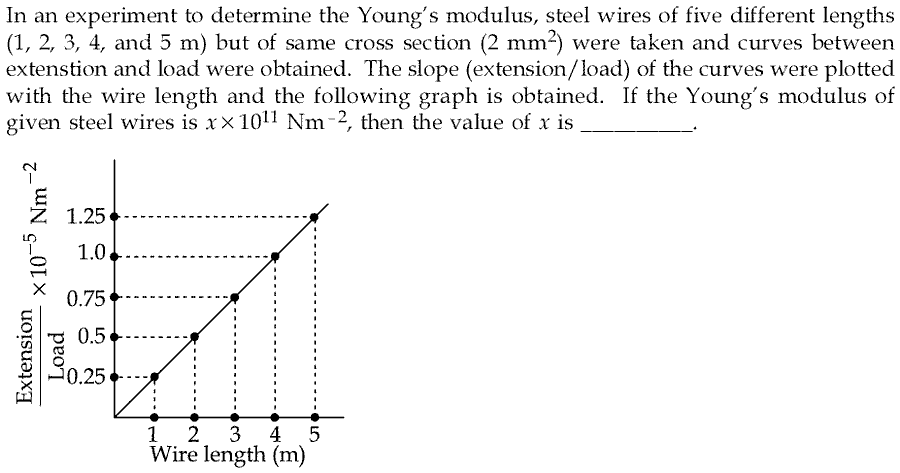 In an experiment to determine the Young's modulus, steel wires of five different lengths
(1, 2, 3, 4, and 5 m) but of same cross section (2 mm²) were taken and curves between
extenstion and load were obtained. The slope (extension/load) of the curves were plotted
with the wire length and the following graph is obtained. If the Young's modulus of
given steel wires is x×10¹¹ Nm⁻², then the value of x is __________.
Extension
Load
×10⁻⁵ Nm⁻²
1.25
1.0
0.75
0.5
0.25
1 2 3 4 5
Wire length (m)